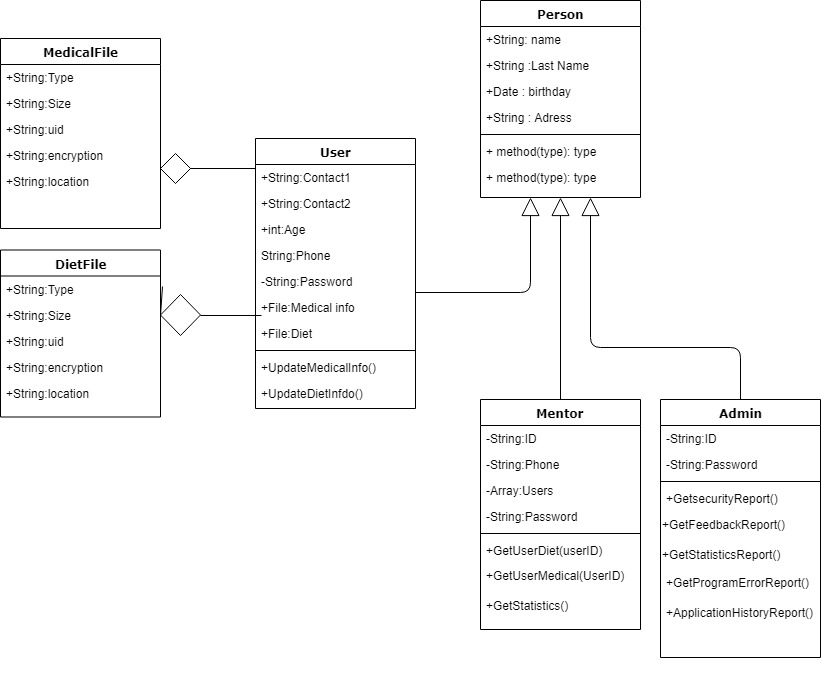 Person
+String: name
+String :Last Name
+Date : birthday
+String : Adress
+ method(type): type
+ method(type): type
MedicalFile
+String:Type
+String:Size
+String:uid
+String:encryption
+String:location
User
+String:Contact1
+String:Contact2
+int:Age
String:Phone
-String:Password
+File:Medical info
+File:Diet
+UpdateMedicalInfo()
+UpdateDietInfdo()
DietFile
+String:Type
+String:Size
+String:uid
+String:encryption
+String:location
Mentor
-String:ID
-String:Phone
-Array:Users
-String:Password
+GetUserDiet(userID)
+GetUserMedical(UserID)
+GetStatistics()
Admin
-String:ID
-String:Password
+GetsecurityReport()
+GetFeedbackReport()
+GetStatisticsReport()
+GetProgramErrorReport()
+ApplicationHistoryReport()